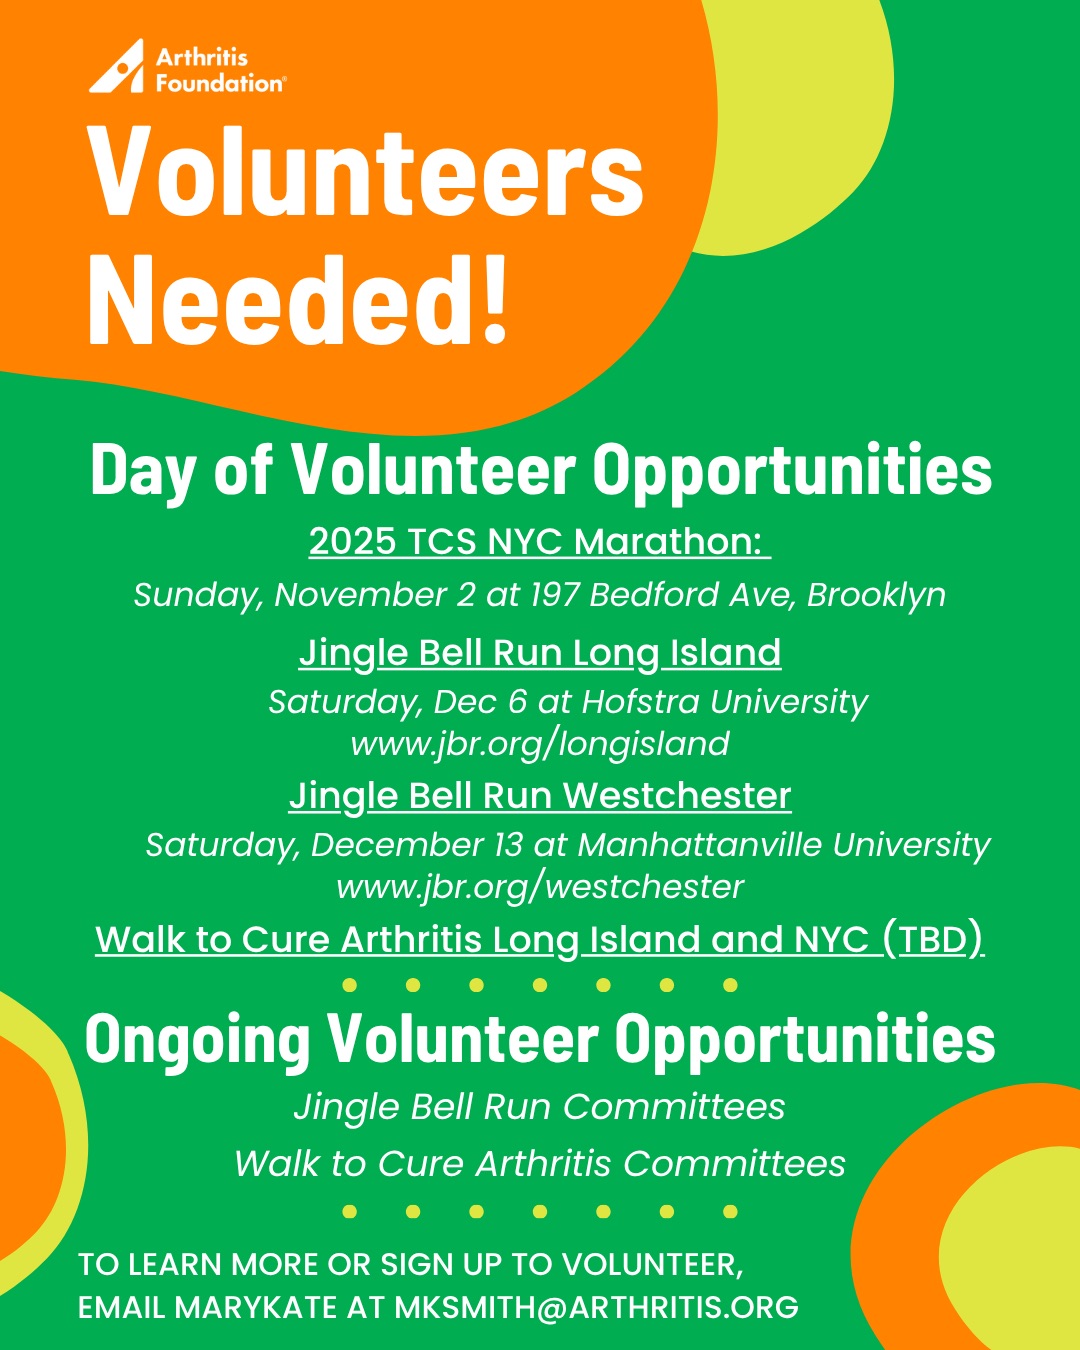 Arthritis
Foundation®
Volunteers
Needed!
Day of Volunteer Opportunities
2025 TCS NYC Marathon:
Sunday, November 2 at 197 Bedford Ave, Brooklyn
Jingle Bell Run Long Island
Saturday, Dec 6 at Hofstra University
www.jbr.org/longisland
Jingle Bell Run Westchester
Saturday, December 13 at Manhattanville University
www.jbr.org/westchester
Walk to Cure Arthritis Long Island and NYC (TBD)
Ongoing Volunteer Opportunities
Jingle Bell Run Committees
Walk to Cure Arthritis Committees
TO LEARN MORE OR SIGN UP TO VOLUNTEER,
EMAIL MARYKATE AT MKSMITH@ARTHRITIS.ORG